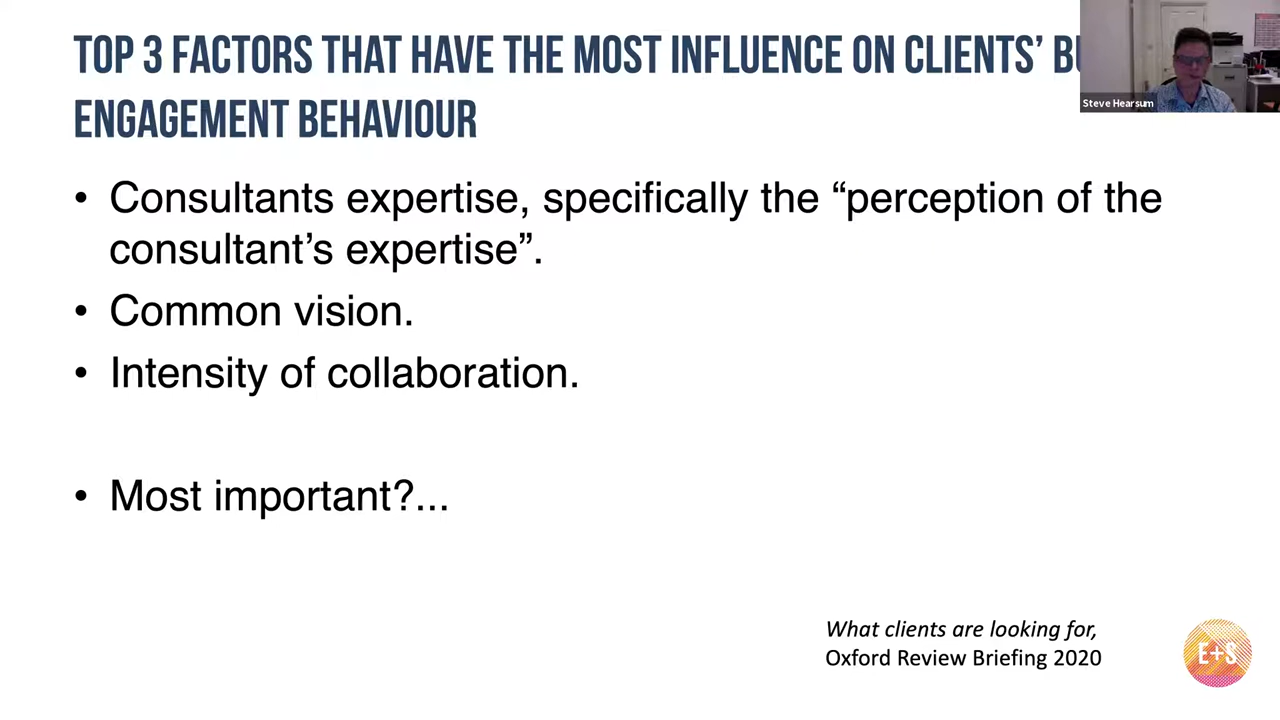 TOP 3 FACTORS THAT HAVE THE MOST INFLUENCE ON CLIENTS’
ENGAGEMENT BEHAVIOUR
Steve Hearsum
• Consultants expertise, specifically the “perception of the
consultant’s expertise”.
• Common vision.
• Intensity of collaboration.
• Most important?...
What clients are looking for,
Oxford Review Briefing 2020
E+S